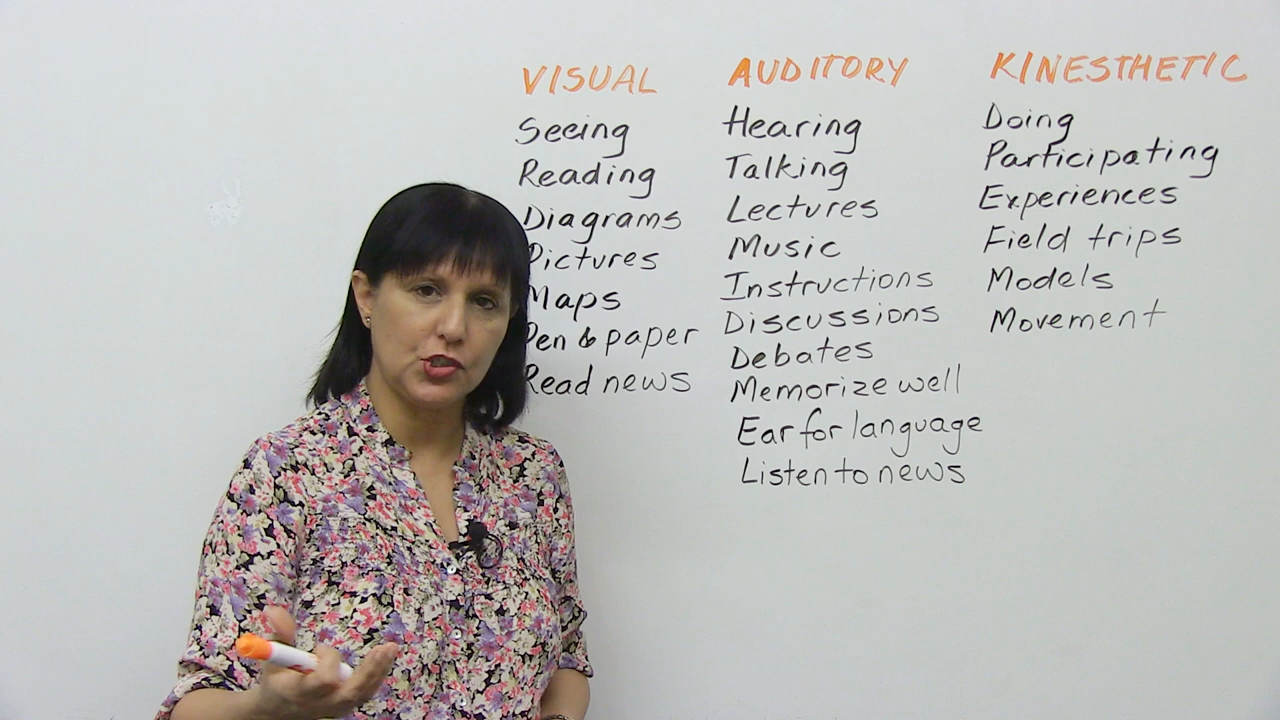 VISUAL
Seeing
Reading
Diagrams
Pictures
Maps
Pen & paper
Read news
AUDITORY
Hearing
Talking
Lectures
Music
Instructions
Discussions
Debates
Memorize well
Ear for language
Listen to news
KINESTHETIC
Doing
Participating
Experiences
Field trips
Models
Movement